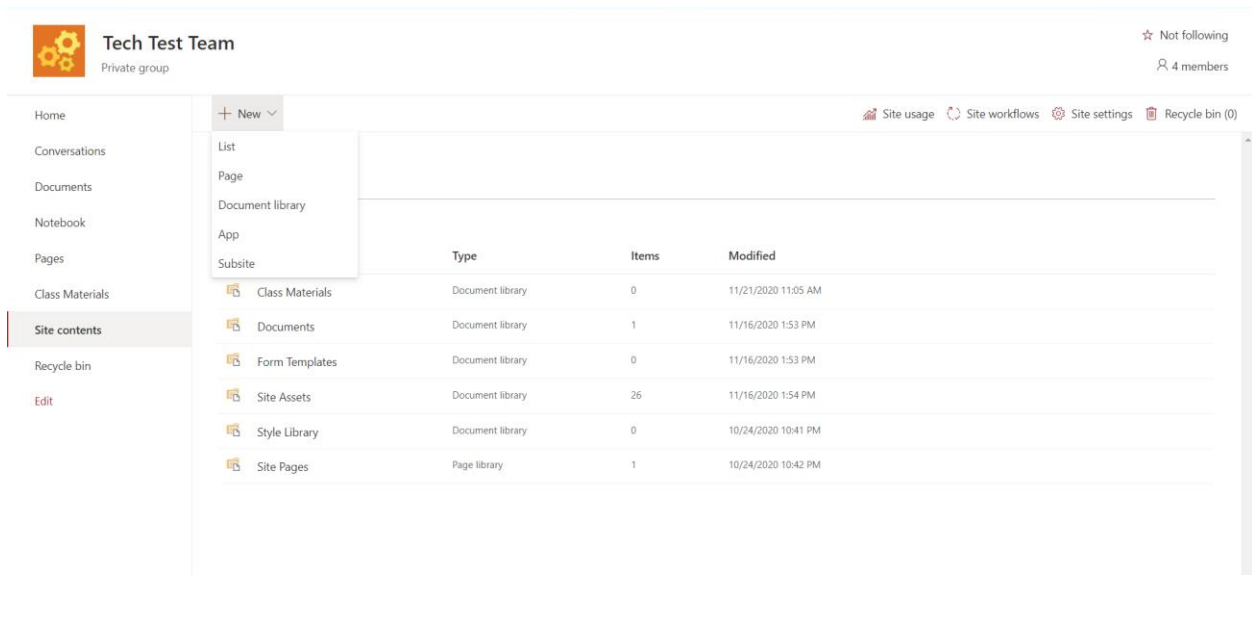 Tech Test Team
Private group
Not following
4 members
Home
Conversations
Documents
Notebook
Pages
Class Materials
Site contents
Recycle bin
Edit
New
Site usage Site workflows Site settings Recycle bin (0)
List
Page
Document library
App
Subsite
Type Items Modified
Class Materials Document library 0 11/21/2020 11:05 AM
Documents Document library 1 11/16/2020 1:53 PM
Form Templates Document library 0 11/16/2020 1:53 PM
Site Assets Document library 26 11/16/2020 1:54 PM
Style Library Document library 0 10/24/2020 10:41 PM
Site Pages Page library 1 10/24/2020 10:42 PM